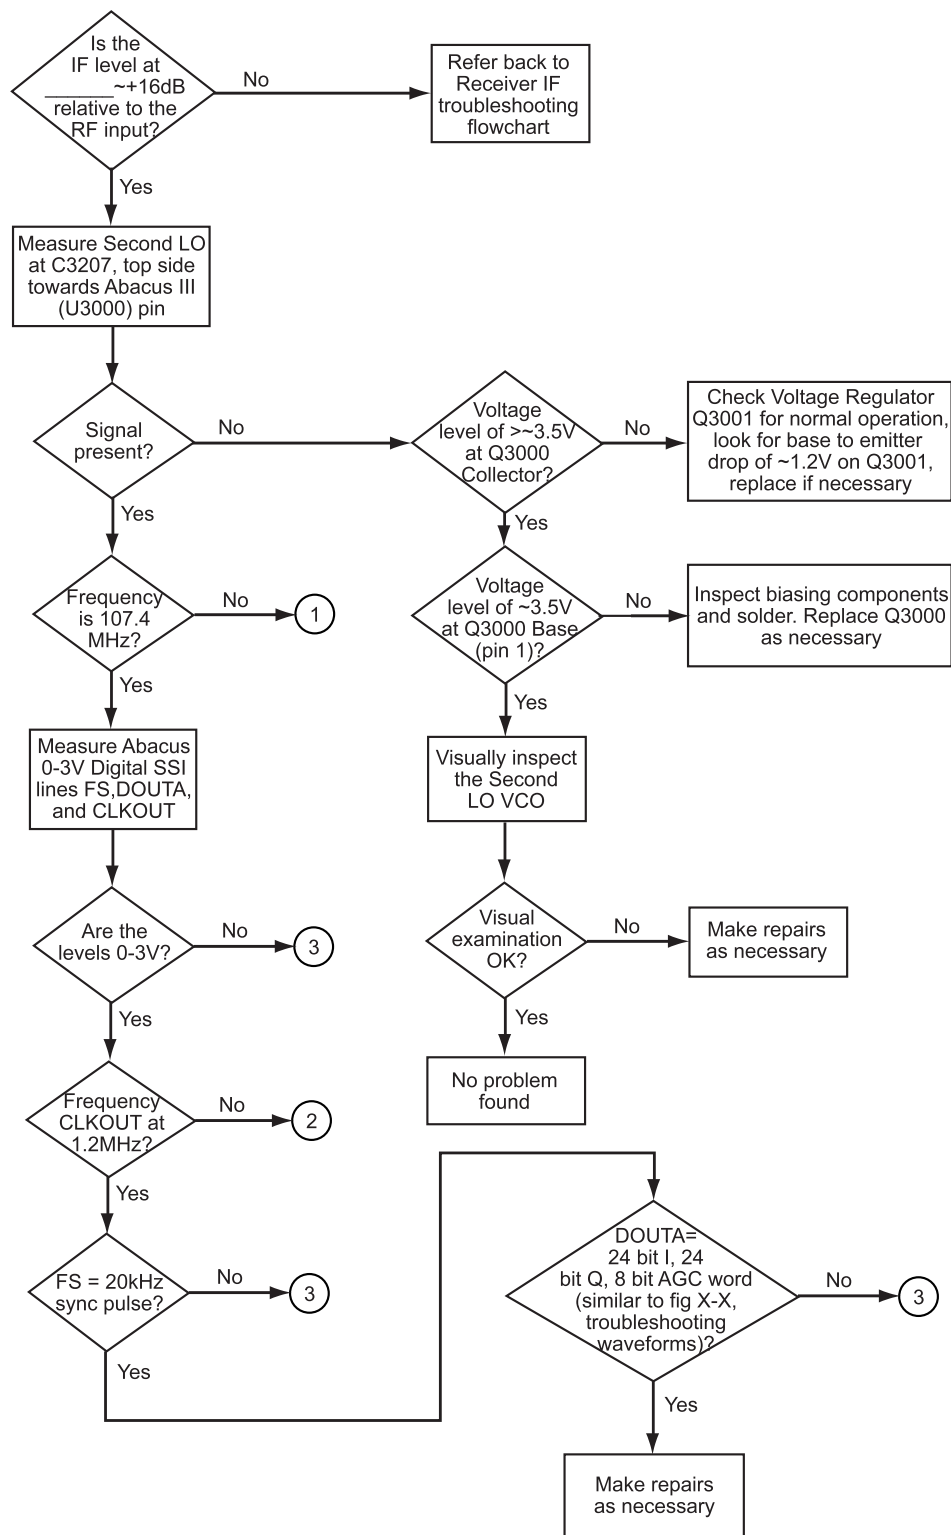 Is the
IF level at
______~+16dB
relative to the
RF input?
No
Refer back to
Receiver IF
troubleshooting
flowchart
Yes
Measure Second LO
at C3207, top side
towards Abacus III
(U3000) pin
Signal
present?
No
Voltage
level of >~3.5V
at Q3000
Collector?
No
Check Voltage Regulator
Q3001 for normal operation,
look for base to emitter
drop of ~1.2V on Q3001,
replace if necessary
Yes
Yes
Frequency
is 107.4
MHz?
No
1
Voltage
level of ~3.5V
at Q3000 Base
(pin 1)?
No
Inspect biasing components
and solder. Replace Q3000
as necessary
Yes
Yes
Measure Abacus
0-3V Digital SSI
lines FS,DOUTA,
and CLKOUT
Visually inspect
the Second
LO VCO
Are the
levels 0-3V?
No
3
Visual
examination
OK?
No
Make repairs
as necessary
Yes
Yes
No problem
found
Frequency
CLKOUT at
1.2MHz?
No
2
Yes
FS = 20kHz
sync pulse?
No
3
Yes
DOUTA=
24 bit I, 24
bit Q, 8 bit AGC word
(similar to fig X-X,
troubleshooting
waveforms)?
No
3
Yes
Make repairs
as necessary